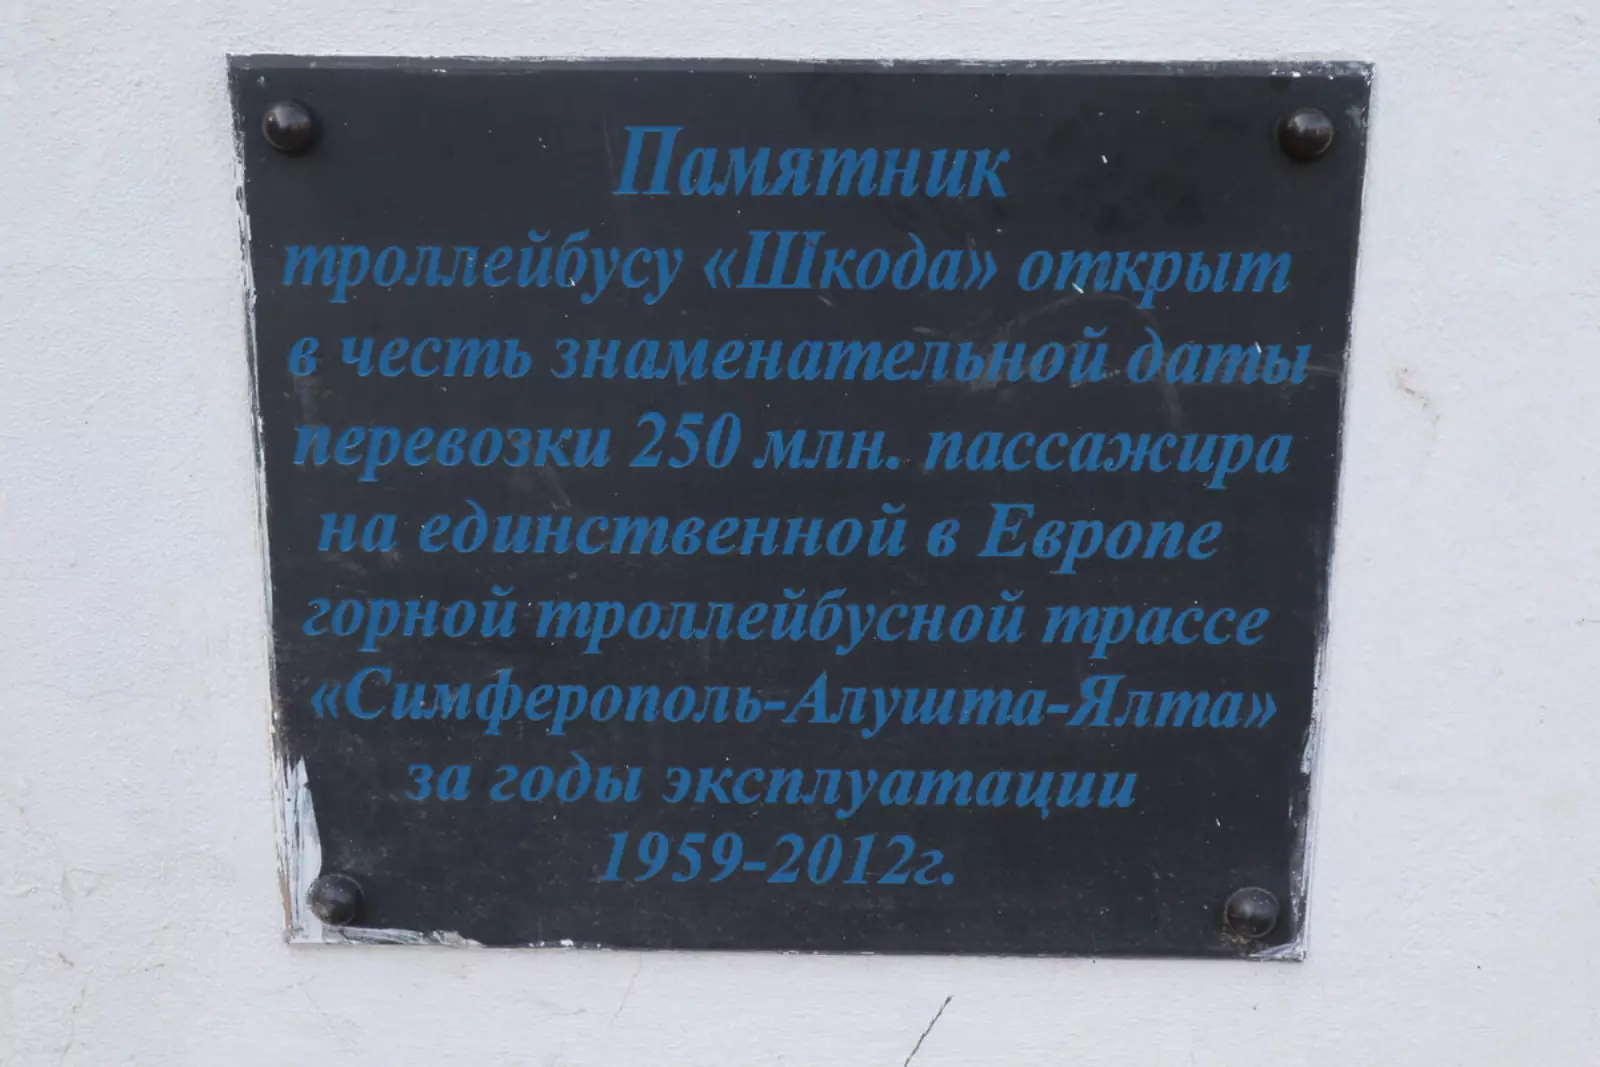 Памятник
троллейбусу «Шкода» открыт
в честь знаменательной даты
перевозки 250 млн. пассажира
на единственной в Европе
горной троллейбусной трассе
«Симферополь-Алушта-Ялта»
за годы эксплуатации
1959-2012г.